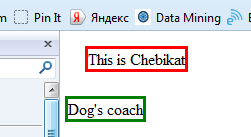 Pin It Яндекс Data Mining
This is Chebikat
Dog's coach